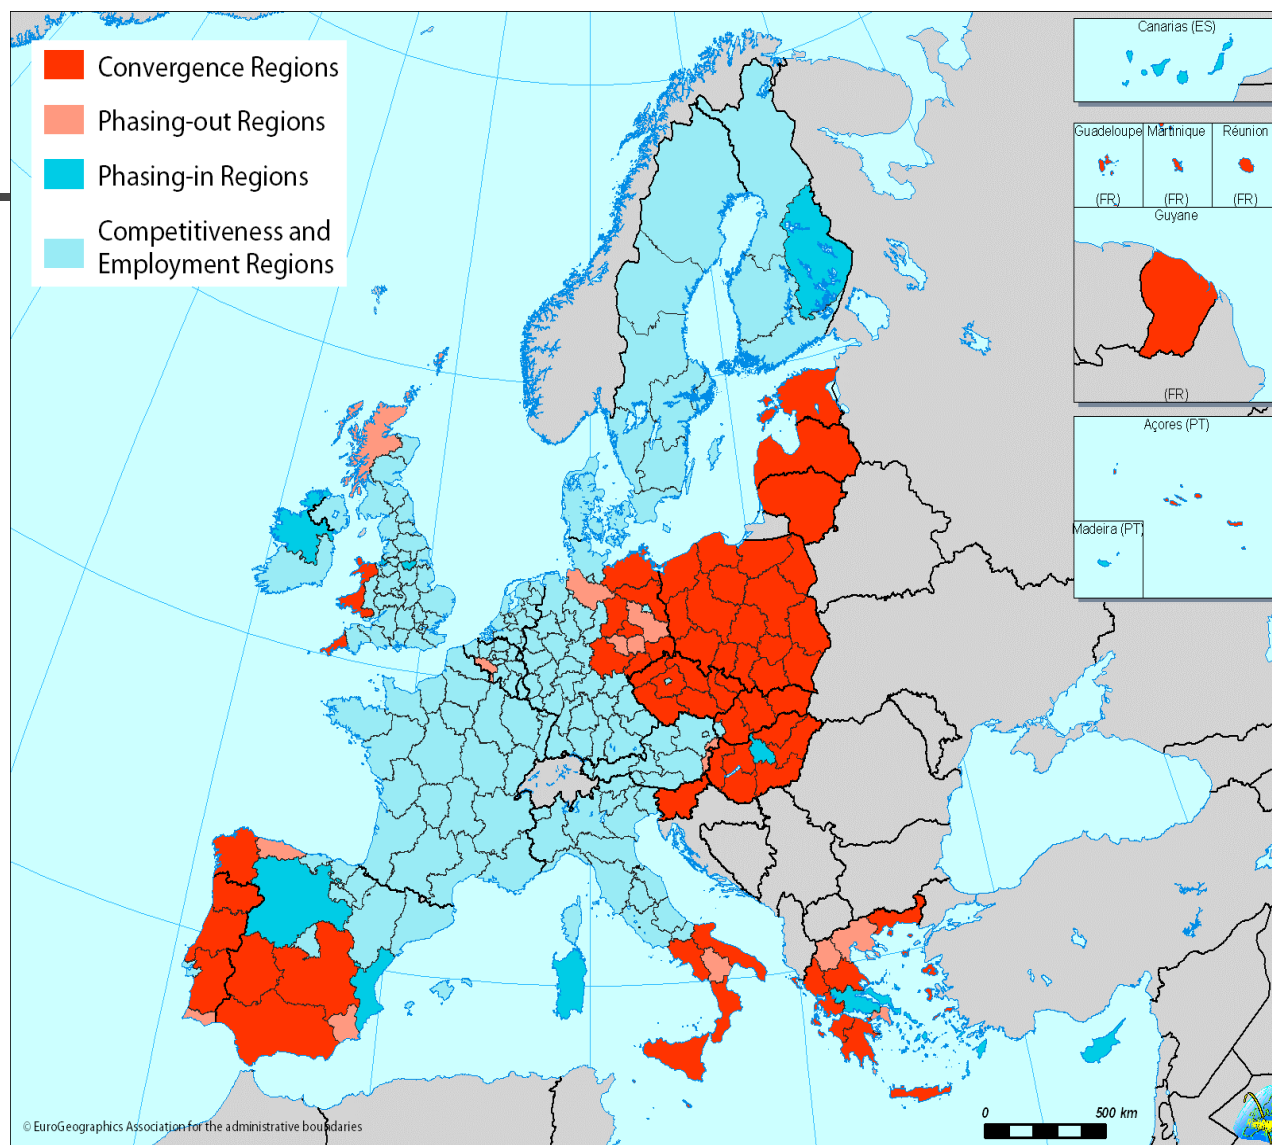 Convergence Regions
Phasing-out Regions
Phasing-in Regions
Competitiveness and
Employment Regions
Canarias (ES)
Guadeloupe
Martinique
Réunion
(FR)
(FR)
(FR)
Guyane
(FR)
Açores (PT)
Madeira (PT)
0 500 km
© EuroGeographics Association for the administrative boundaries